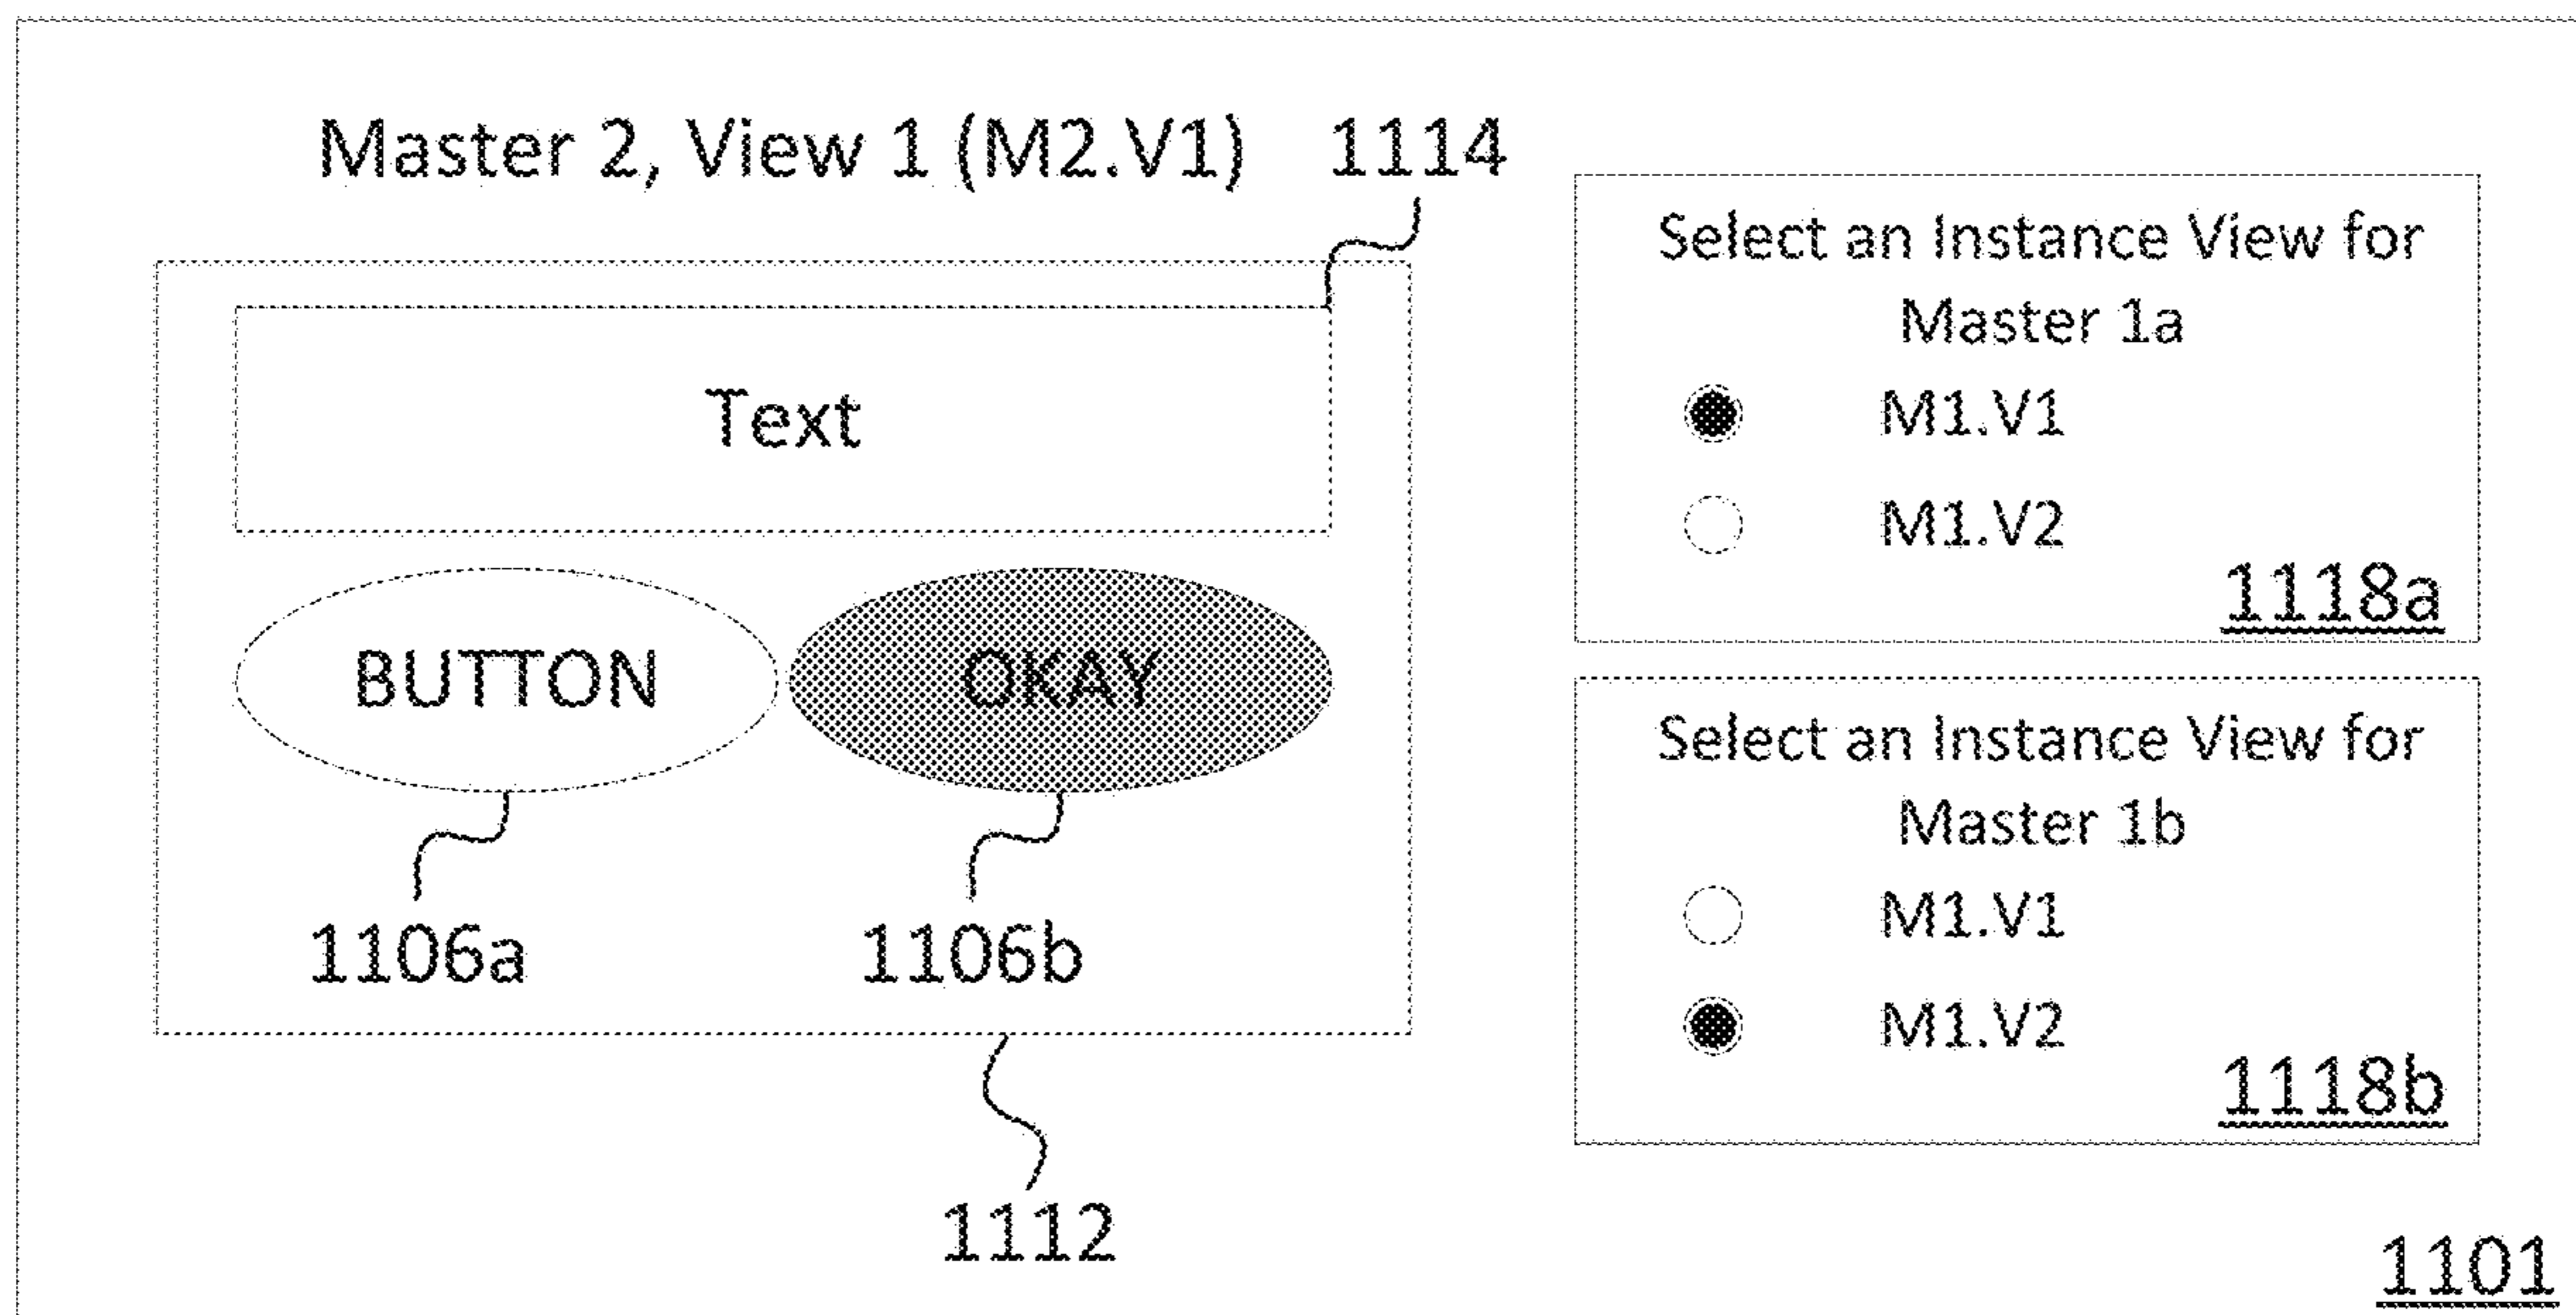 Master 2, View 1 (M2.V1)
1114
Text
BUTTON
OKAY
1106a
1106b
1112
Select an Instance View for
Master 1a
M1.V1
M1.V2
1118a
Select an Instance View for
Master 1b
M1.V1
M1.V2
1118b
1101